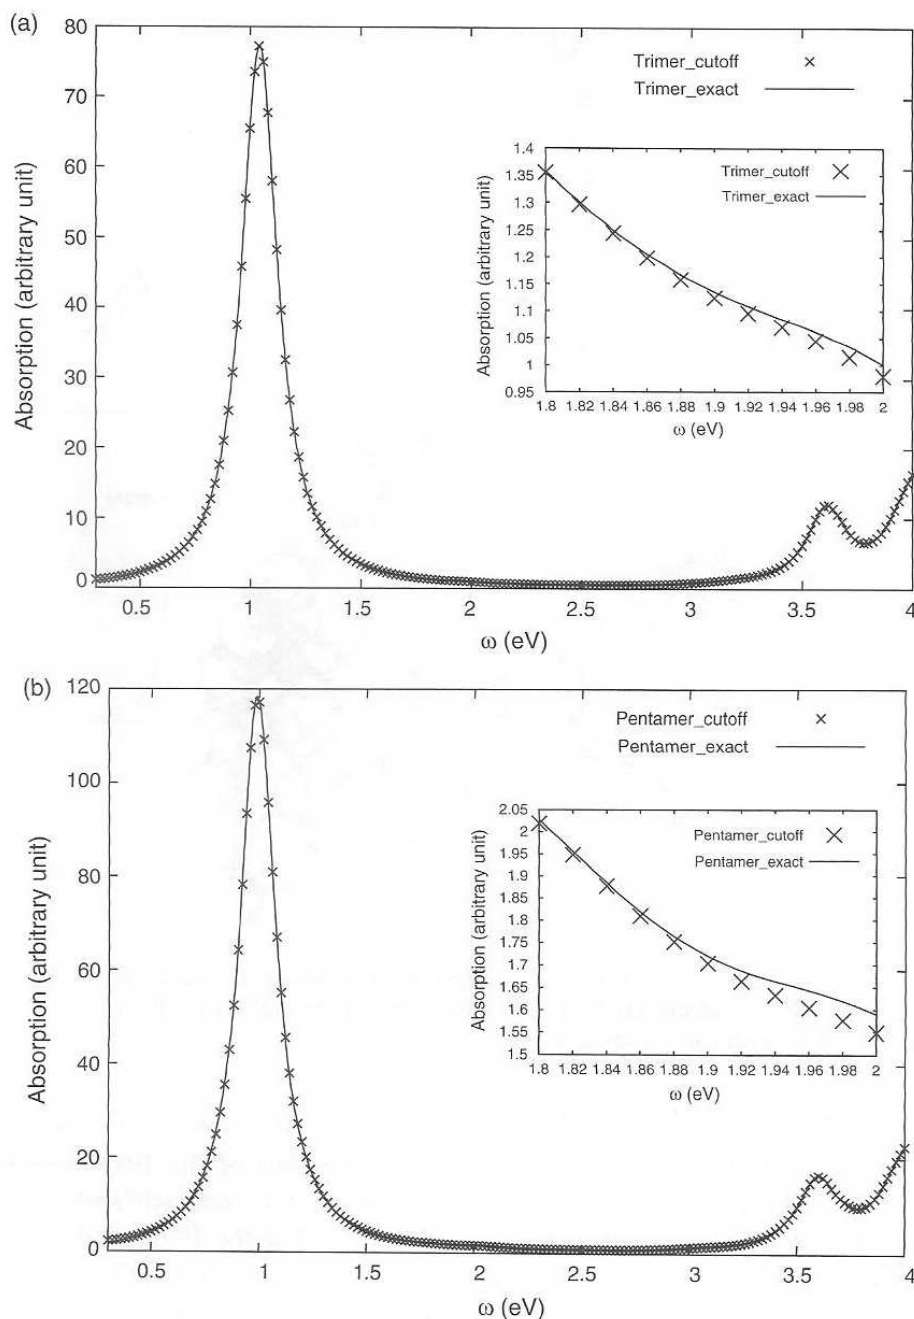 (a)
80
70
60
50
40
30
20
10
0
Absorption (arbitrary unit)
Trimer_cutoff
Trimer_exact
1.4
1.35
1.3
1.25
1.2
1.15
1.1
1.05
1
0.95
Absorption (arbitrary unit)
Trimer_cutoff
Trimer_exact
1.8 1.82 1.84 1.86 1.88 1.9 1.92 1.94 1.96 1.98 2
ω (eV)
0.5 1 1.5 2 2.5 3 3.5 4
ω (eV)
(b)
120
100
80
60
40
20
0
Absorption (arbitrary unit)
Pentamer_cutoff
Pentamer_exact
2.05
2
1.95
1.9
1.85
1.8
1.75
1.7
1.65
1.6
1.55
1.5
Absorption (arbitrary unit)
Pentamer_cutoff
Pentamer_exact
1.8 1.82 1.84 1.86 1.88 1.9 1.92 1.94 1.96 1.98 2
ω (eV)
0.5 1 1.5 2 2.5 3 3.5 4
ω (eV)